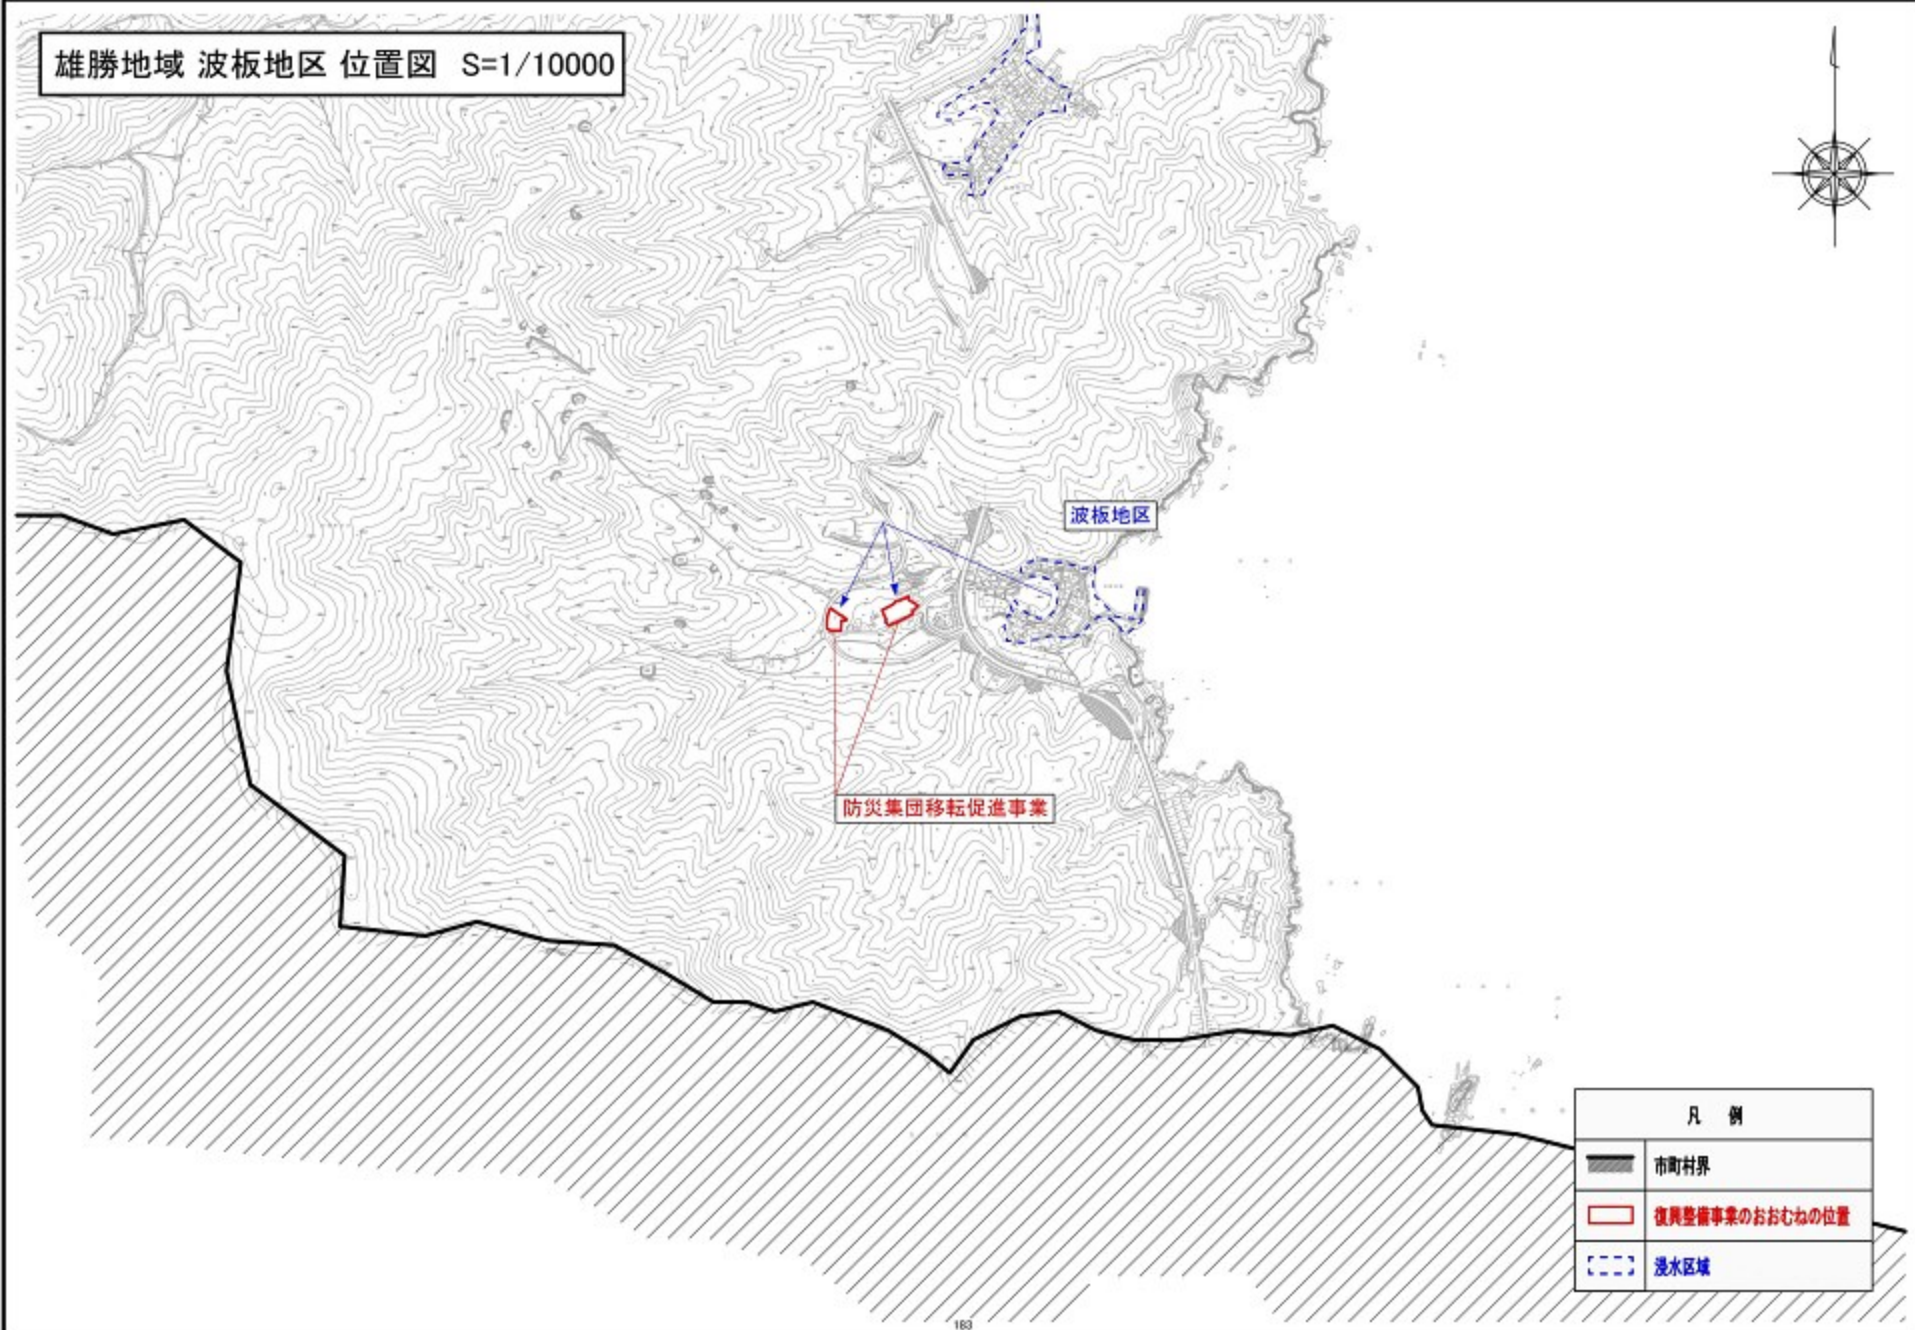 雄勝地域 波板地区 位置図 S=1/10000
波板地区
防災集団移転促進事業
凡 例
市町村界
復興整備事業のおおむねの位置
浸水区域
183